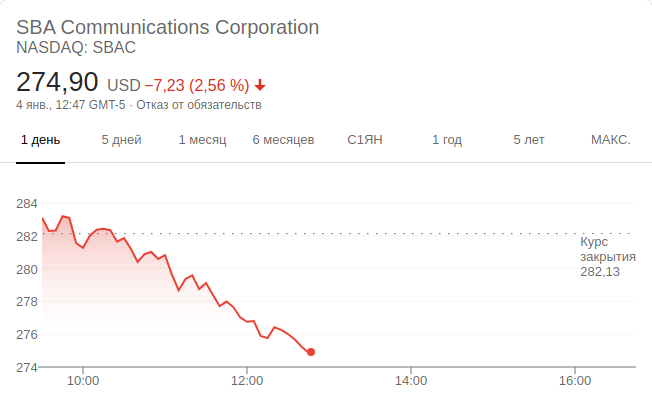 SBA Communications Corporation
NASDAQ: SBAC
274,90 USD −7,23 (2,56 %)
4 янв., 12:47 GMT-5 · Отказ от обязательств
1 день 5 дней 1 месяц 6 месяцев С1ЯН 1 год 5 лет МАКС.
284
282
280
278
276
274
Курс
закрытия
282,13
10:00 12:00 14:00 16:00